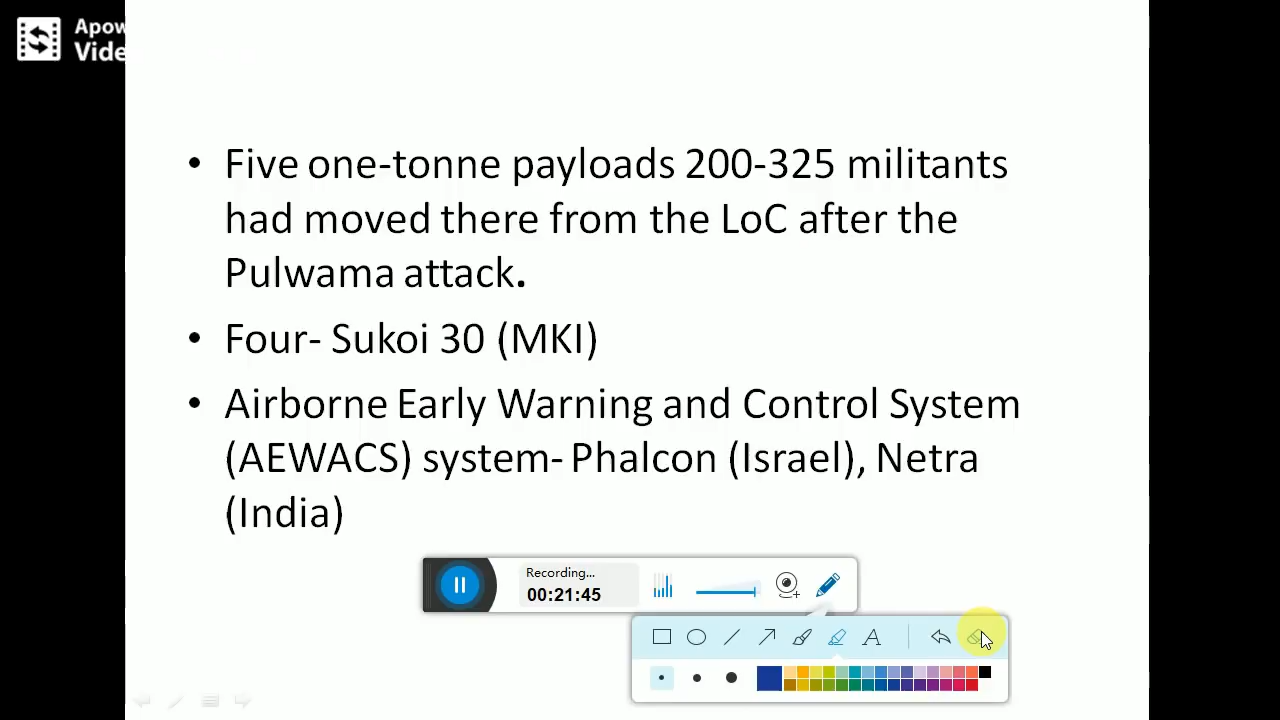 Apow
Vide
• Five one-tonne payloads 200-325 militants
had moved there from the LoC after the
Pulwama attack.
• Four- Sukoi 30 (MKI)
• Airborne Early Warning and Control System
(AEWACS) system- Phalcon (Israel), Netra
(India)
Recording...
00:21:45
A